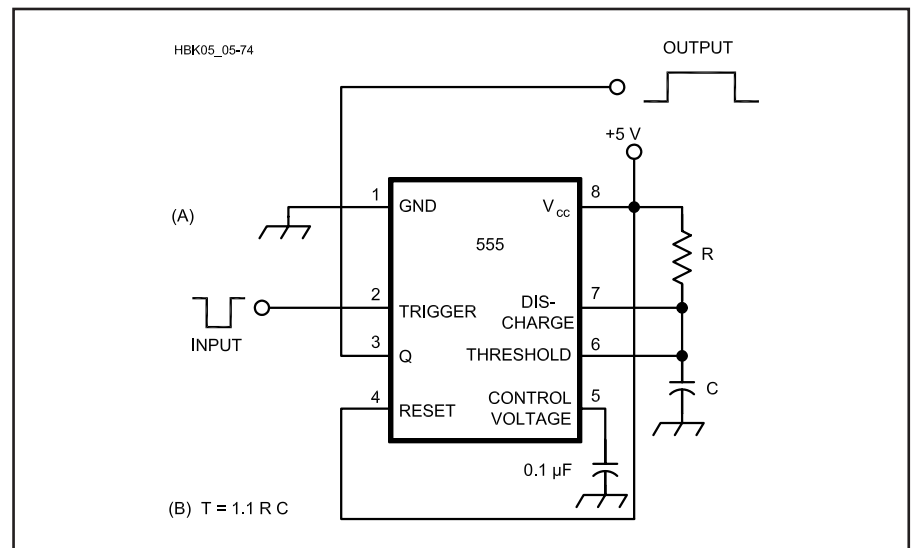 HBK05_05-74
OUTPUT
+5 V
(A)
1
GND
8
Vcc
555
R
2
TRIGGER
7
DIS-
CHARGE
INPUT
3
Q
6
THRESHOLD
C
4
RESET
5
CONTROL
VOLTAGE
0.1 µF
(B) T = 1.1 R C